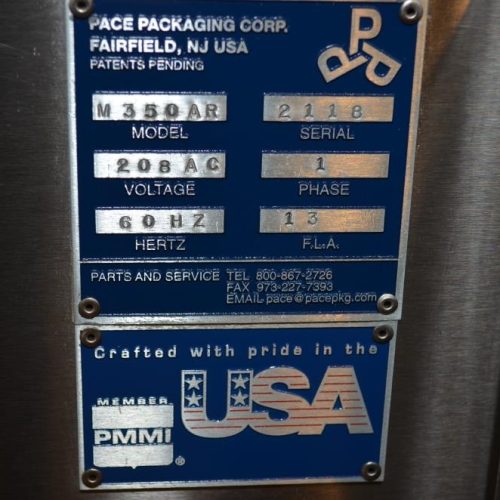 PACE PACKAGING CORP.
FAIRFIELD, NJ USA
PATENTS PENDING
PPP
M350AR 2118
MODEL SERIAL
208AC 1
VOLTAGE PHASE
60HZ 13
HERTZ F.L.A.
PARTS AND SERVICE TEL 800-867-2726
FAX 973-227-7393
EMAIL pace@pacepkg.com
Crafted with pride in the
USA
MEMBER
PMMI
®